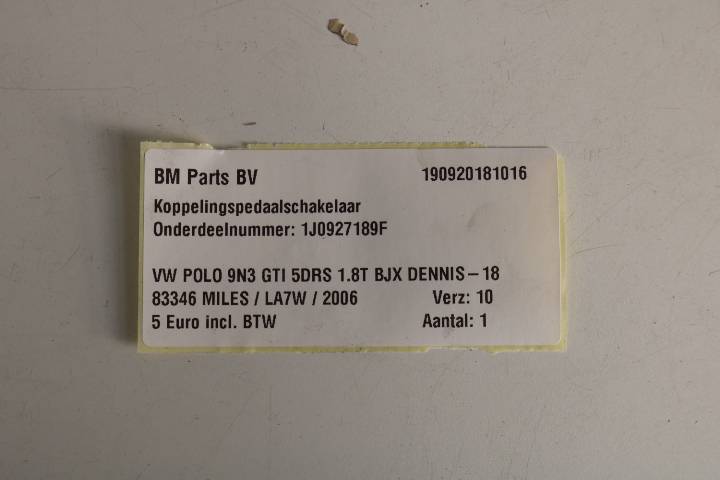 BM Parts BV 190920181016
Koppelingspedaalschakelaar
Onderdeelnummer: 1J0927189F
VW POLO 9N3 GTI 5DRS 1.8T BJX DENNIS-18
83346 MILES / LA7W / 2006 Verz: 10
5 Euro incl. BTW Aantal: 1